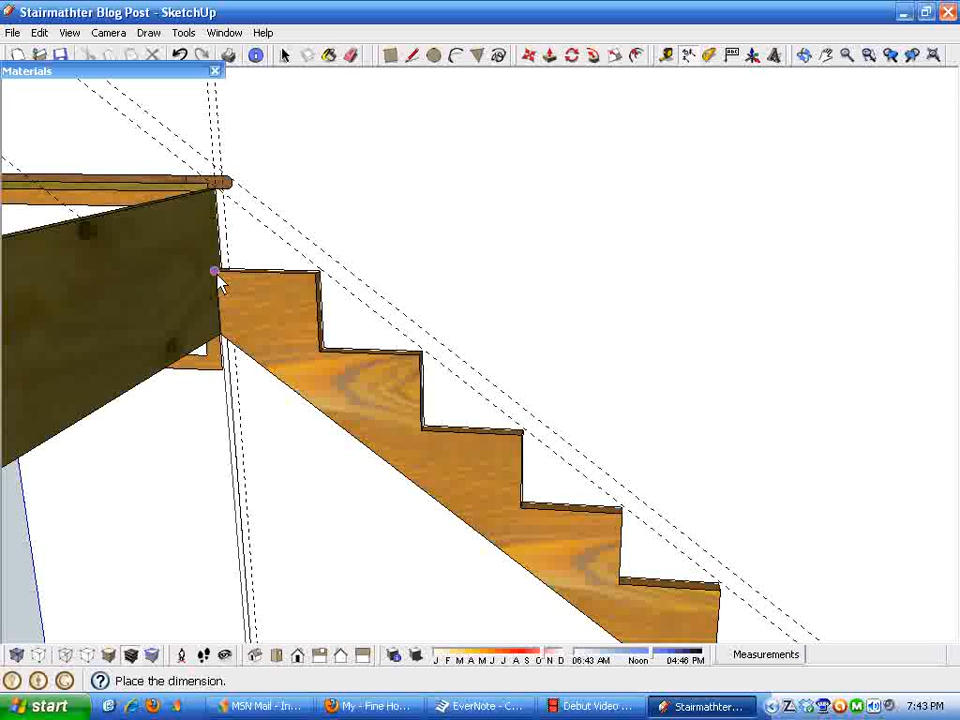 Stairmathter Blog Post - SketchUp
File Edit View Camera Draw Tools Window Help
Materials
J F M A M J J A S O N D 06:43 AM Noon 04:46 PM Measurements
Place the dimension.
start MSN Mail - In... My - Fine Ho... EverNote - C... Debut Video ... Stairmathter... 7:43 PM